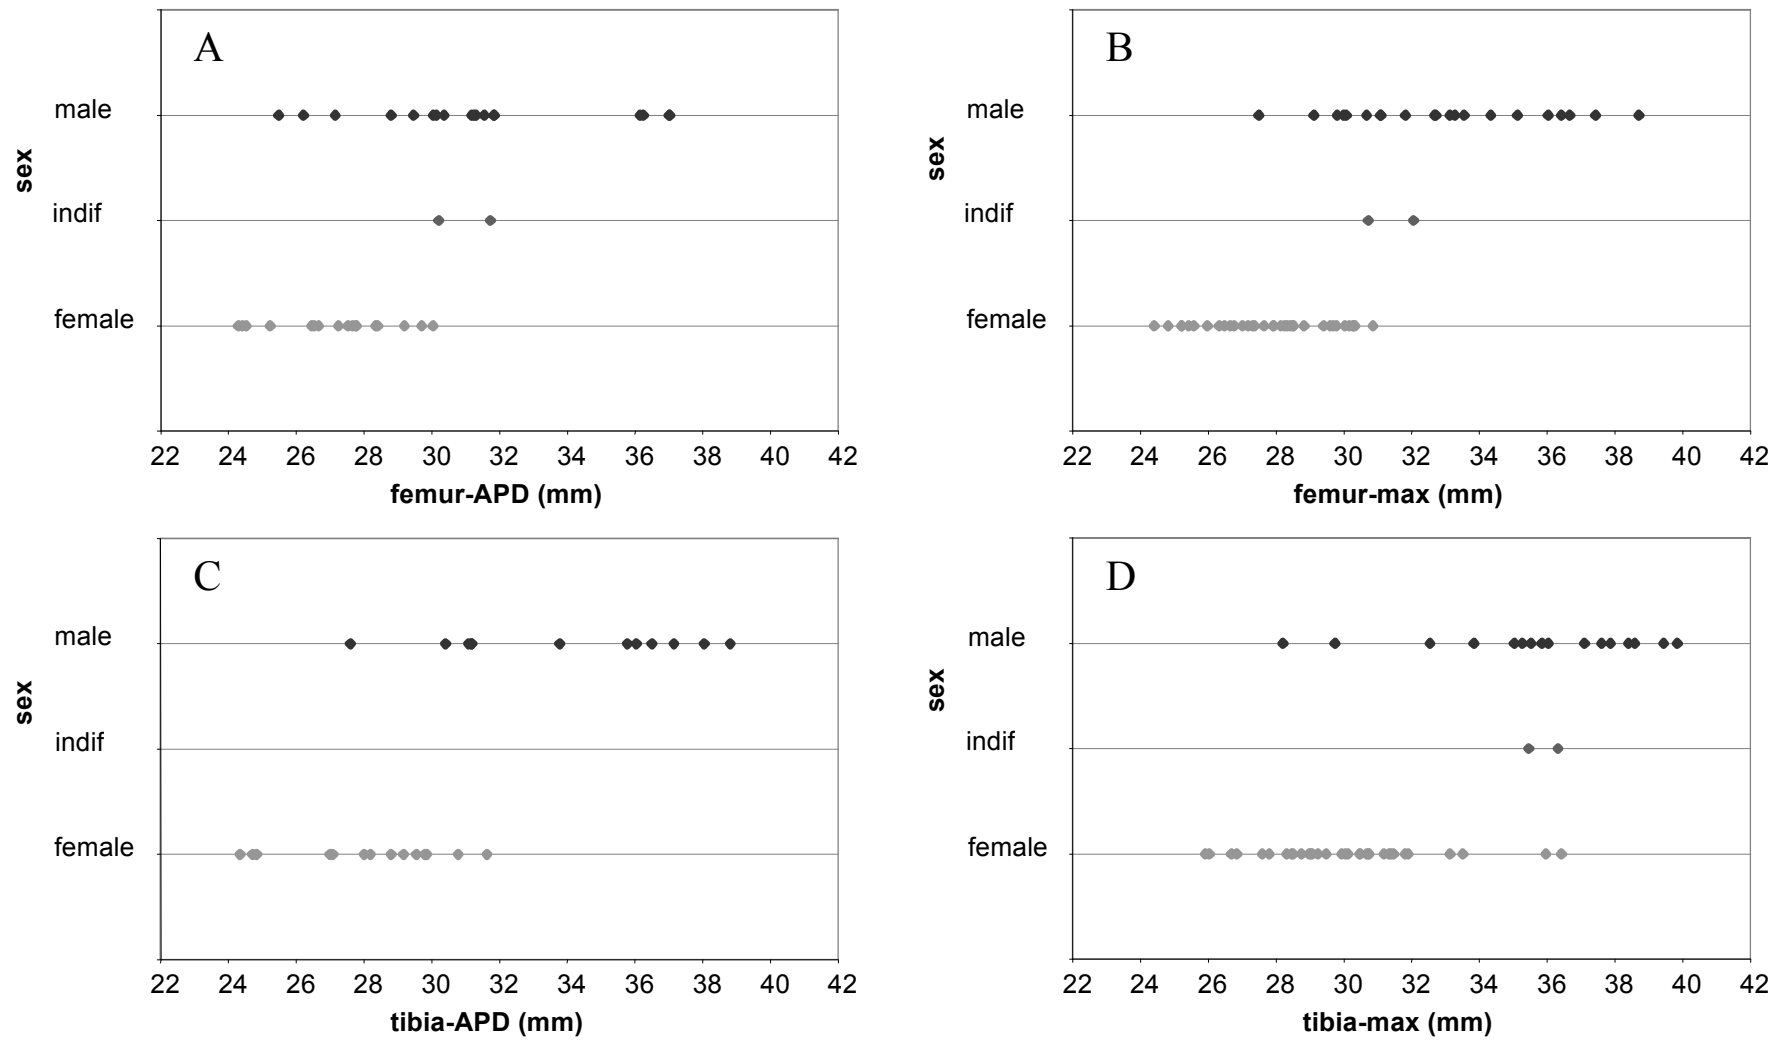 A
male
indif
female
sex
22 24 26 28 30 32 34 36 38 40 42
femur-APD (mm)
B
male
indif
female
sex
22 24 26 28 30 32 34 36 38 40 42
femur-max (mm)
C
male
indif
female
sex
22 24 26 28 30 32 34 36 38 40 42
tibia-APD (mm)
D
male
indif
female
sex
22 24 26 28 30 32 34 36 38 40 42
tibia-max (mm)